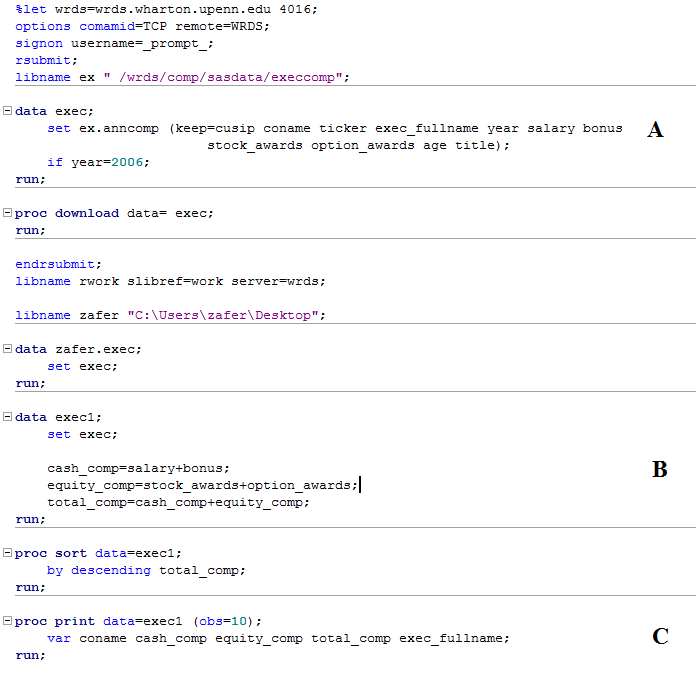 %let wrds=wrds.wharton.upenn.edu 4016;
options comamid=TCP remote=WRDS;
signon username=_prompt_;
rsubmit;
libname ex " /wrds/comp/sasdata/execcomp";
data exec;
set ex.anncomp (keep=cusip coname ticker exec_fullname year salary bonus A
stock_awards option_awards age title);
if year=2006;
run;
proc download data= exec;
run;
endrsubmit;
libname rwork slibref=work server=wrds;
libname zafer "C:\Users\zafer\Desktop";
data zafer.exec;
set exec;
run;
data exec1;
set exec;
cash_comp=salary+bonus; B
equity_comp=stock_awards+option_awards;
total_comp=cash_comp+equity_comp;
run;
proc sort data=exec1;
by descending total_comp;
run;
proc print data=exec1 (obs=10);
var coname cash_comp equity_comp total_comp exec_fullname; C
run;